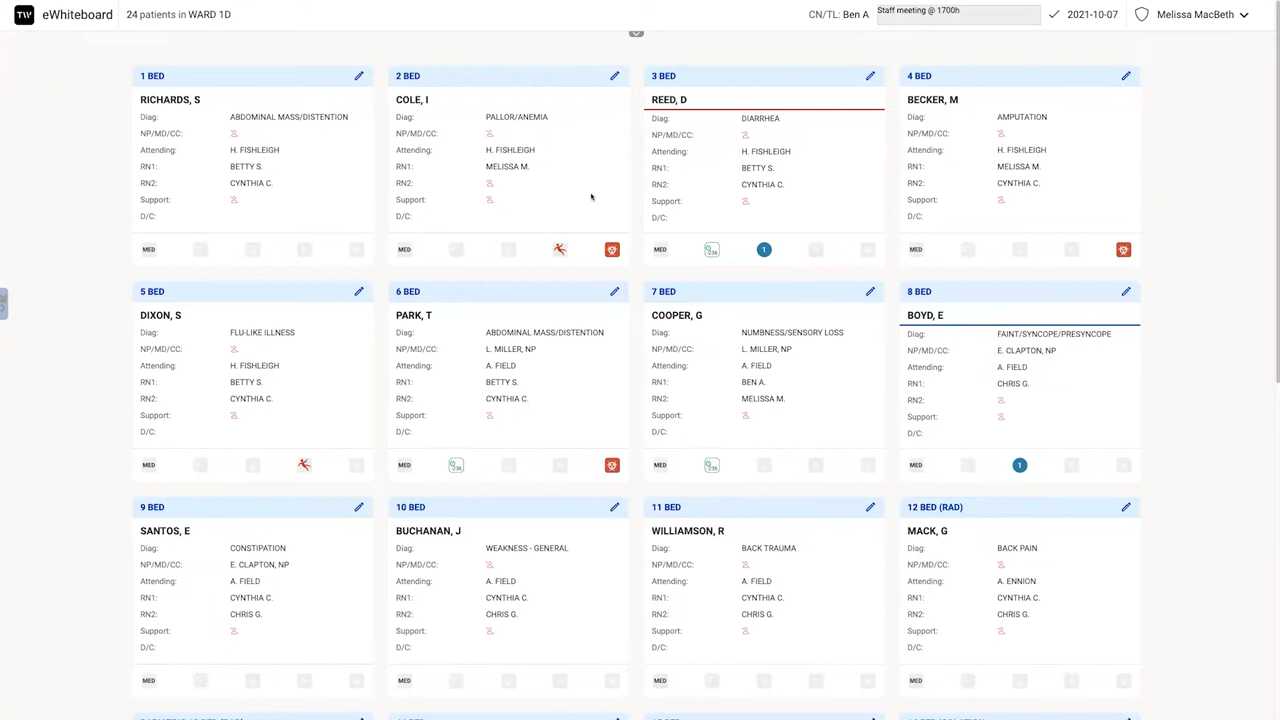 TW eWhiteboard 24 patients in WARD 1D CN/TL: Ben A Staff meeting @ 1700h 2021-10-07 Melissa MacBeth
1 BED
RICHARDS, S
Diag: ABDOMINAL MASS/DISTENTION
NP/MD/CC:
Attending: H. FISHLEIGH
RN1: BETTY S.
RN2: CYNTHIA C.
Support:
D/C:
MED
2 BED
COLE, I
Diag: PALLOR/ANEMIA
NP/MD/CC:
Attending: H. FISHLEIGH
RN1: MELISSA M.
RN2:
Support:
D/C:
MED
3 BED
REED, D
Diag: DIARRHEA
NP/MD/CC:
Attending: H. FISHLEIGH
RN1: BETTY S.
RN2: CYNTHIA C.
Support:
D/C:
MED 236 1
4 BED
BECKER, M
Diag: AMPUTATION
NP/MD/CC:
Attending: H. FISHLEIGH
RN1: MELISSA M.
RN2: CYNTHIA C.
Support:
D/C:
MED
5 BED
DIXON, S
Diag: FLU-LIKE ILLNESS
NP/MD/CC:
Attending: H. FISHLEIGH
RN1: BETTY S.
RN2: CYNTHIA C.
Support:
D/C:
MED
6 BED
PARK, T
Diag: ABDOMINAL MASS/DISTENTION
NP/MD/CC: L. MILLER, NP
Attending: A. FIELD
RN1: BETTY S.
RN2: CYNTHIA C.
Support:
D/C:
MED 236
7 BED
COOPER, G
Diag: NUMBNESS/SENSORY LOSS
NP/MD/CC: L. MILLER, NP
Attending: A. FIELD
RN1: BEN A.
RN2: MELISSA M.
Support:
D/C:
MED 236
8 BED
BOYD, E
Diag: FAINT/SYNCOPE/PRESYNCOPE
NP/MD/CC: E. CLAPTON, NP
Attending: A. FIELD
RN1: CHRIS G.
RN2:
Support:
D/C:
MED 1
9 BED
SANTOS, E
Diag: CONSTIPATION
NP/MD/CC: E. CLAPTON, NP
Attending: A. FIELD
RN1: CYNTHIA C.
RN2: CHRIS G.
Support:
D/C:
MED
10 BED
BUCHANAN, J
Diag: WEAKNESS - GENERAL
NP/MD/CC:
Attending: A. FIELD
RN1: CYNTHIA C.
RN2: CHRIS G.
Support:
D/C:
MED
11 BED
WILLIAMSON, R
Diag: BACK TRAUMA
NP/MD/CC:
Attending: A. FIELD
RN1: CYNTHIA C.
RN2: CHRIS G.
Support:
D/C:
MED
12 BED (RAD)
MACK, G
Diag: BACK PAIN
NP/MD/CC:
Attending: A. ENNION
RN1: CYNTHIA C.
RN2: CHRIS G.
Support:
D/C:
MED